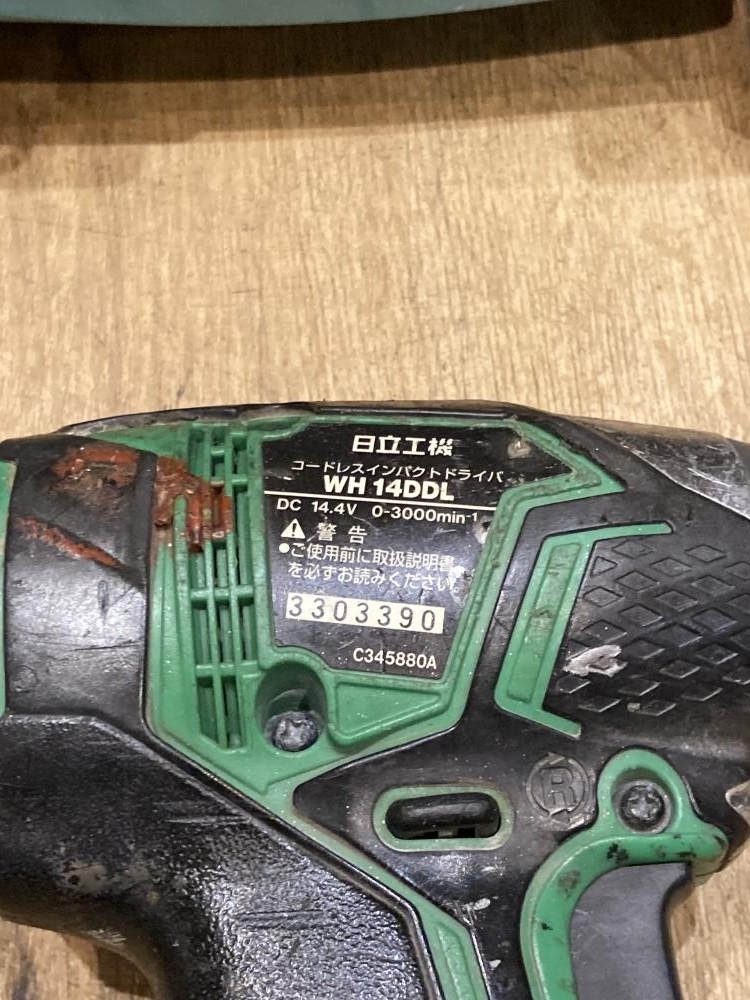 日立工機
コードレスインパクトドライバ
WH 14DDL
DC 14.4V 0-3000min⁻¹
警告
●ご使用前に取扱説明書
を必ずお読みください。
3303390
C345880A
R